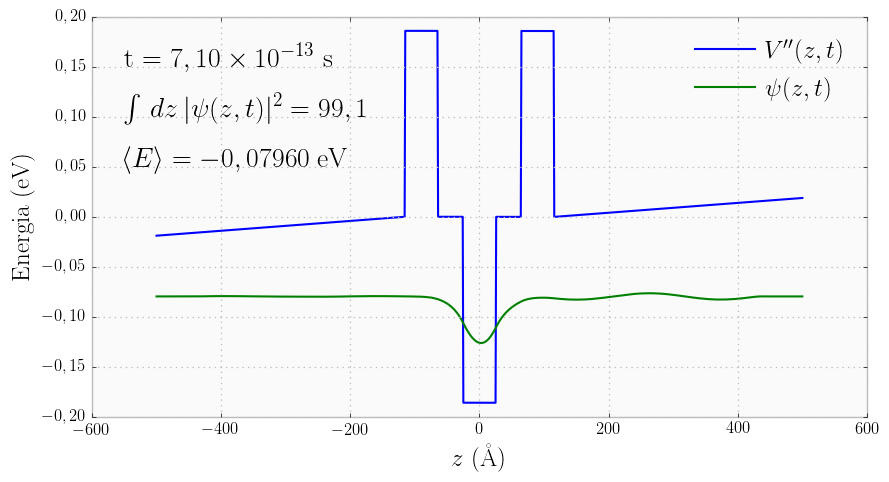 0,20
0,15
0,10
0,05
0,00
−0,05
−0,10
−0,15
−0,20
Energia (eV)
t = 7,10 × 10⁻¹³ s
∫ dz |ψ(z,t)|² = 99,1
⟨E⟩ = −0,07960 eV
V′′(z,t)
ψ(z,t)
−600 −400 −200 0 200 400 600
z (Å)